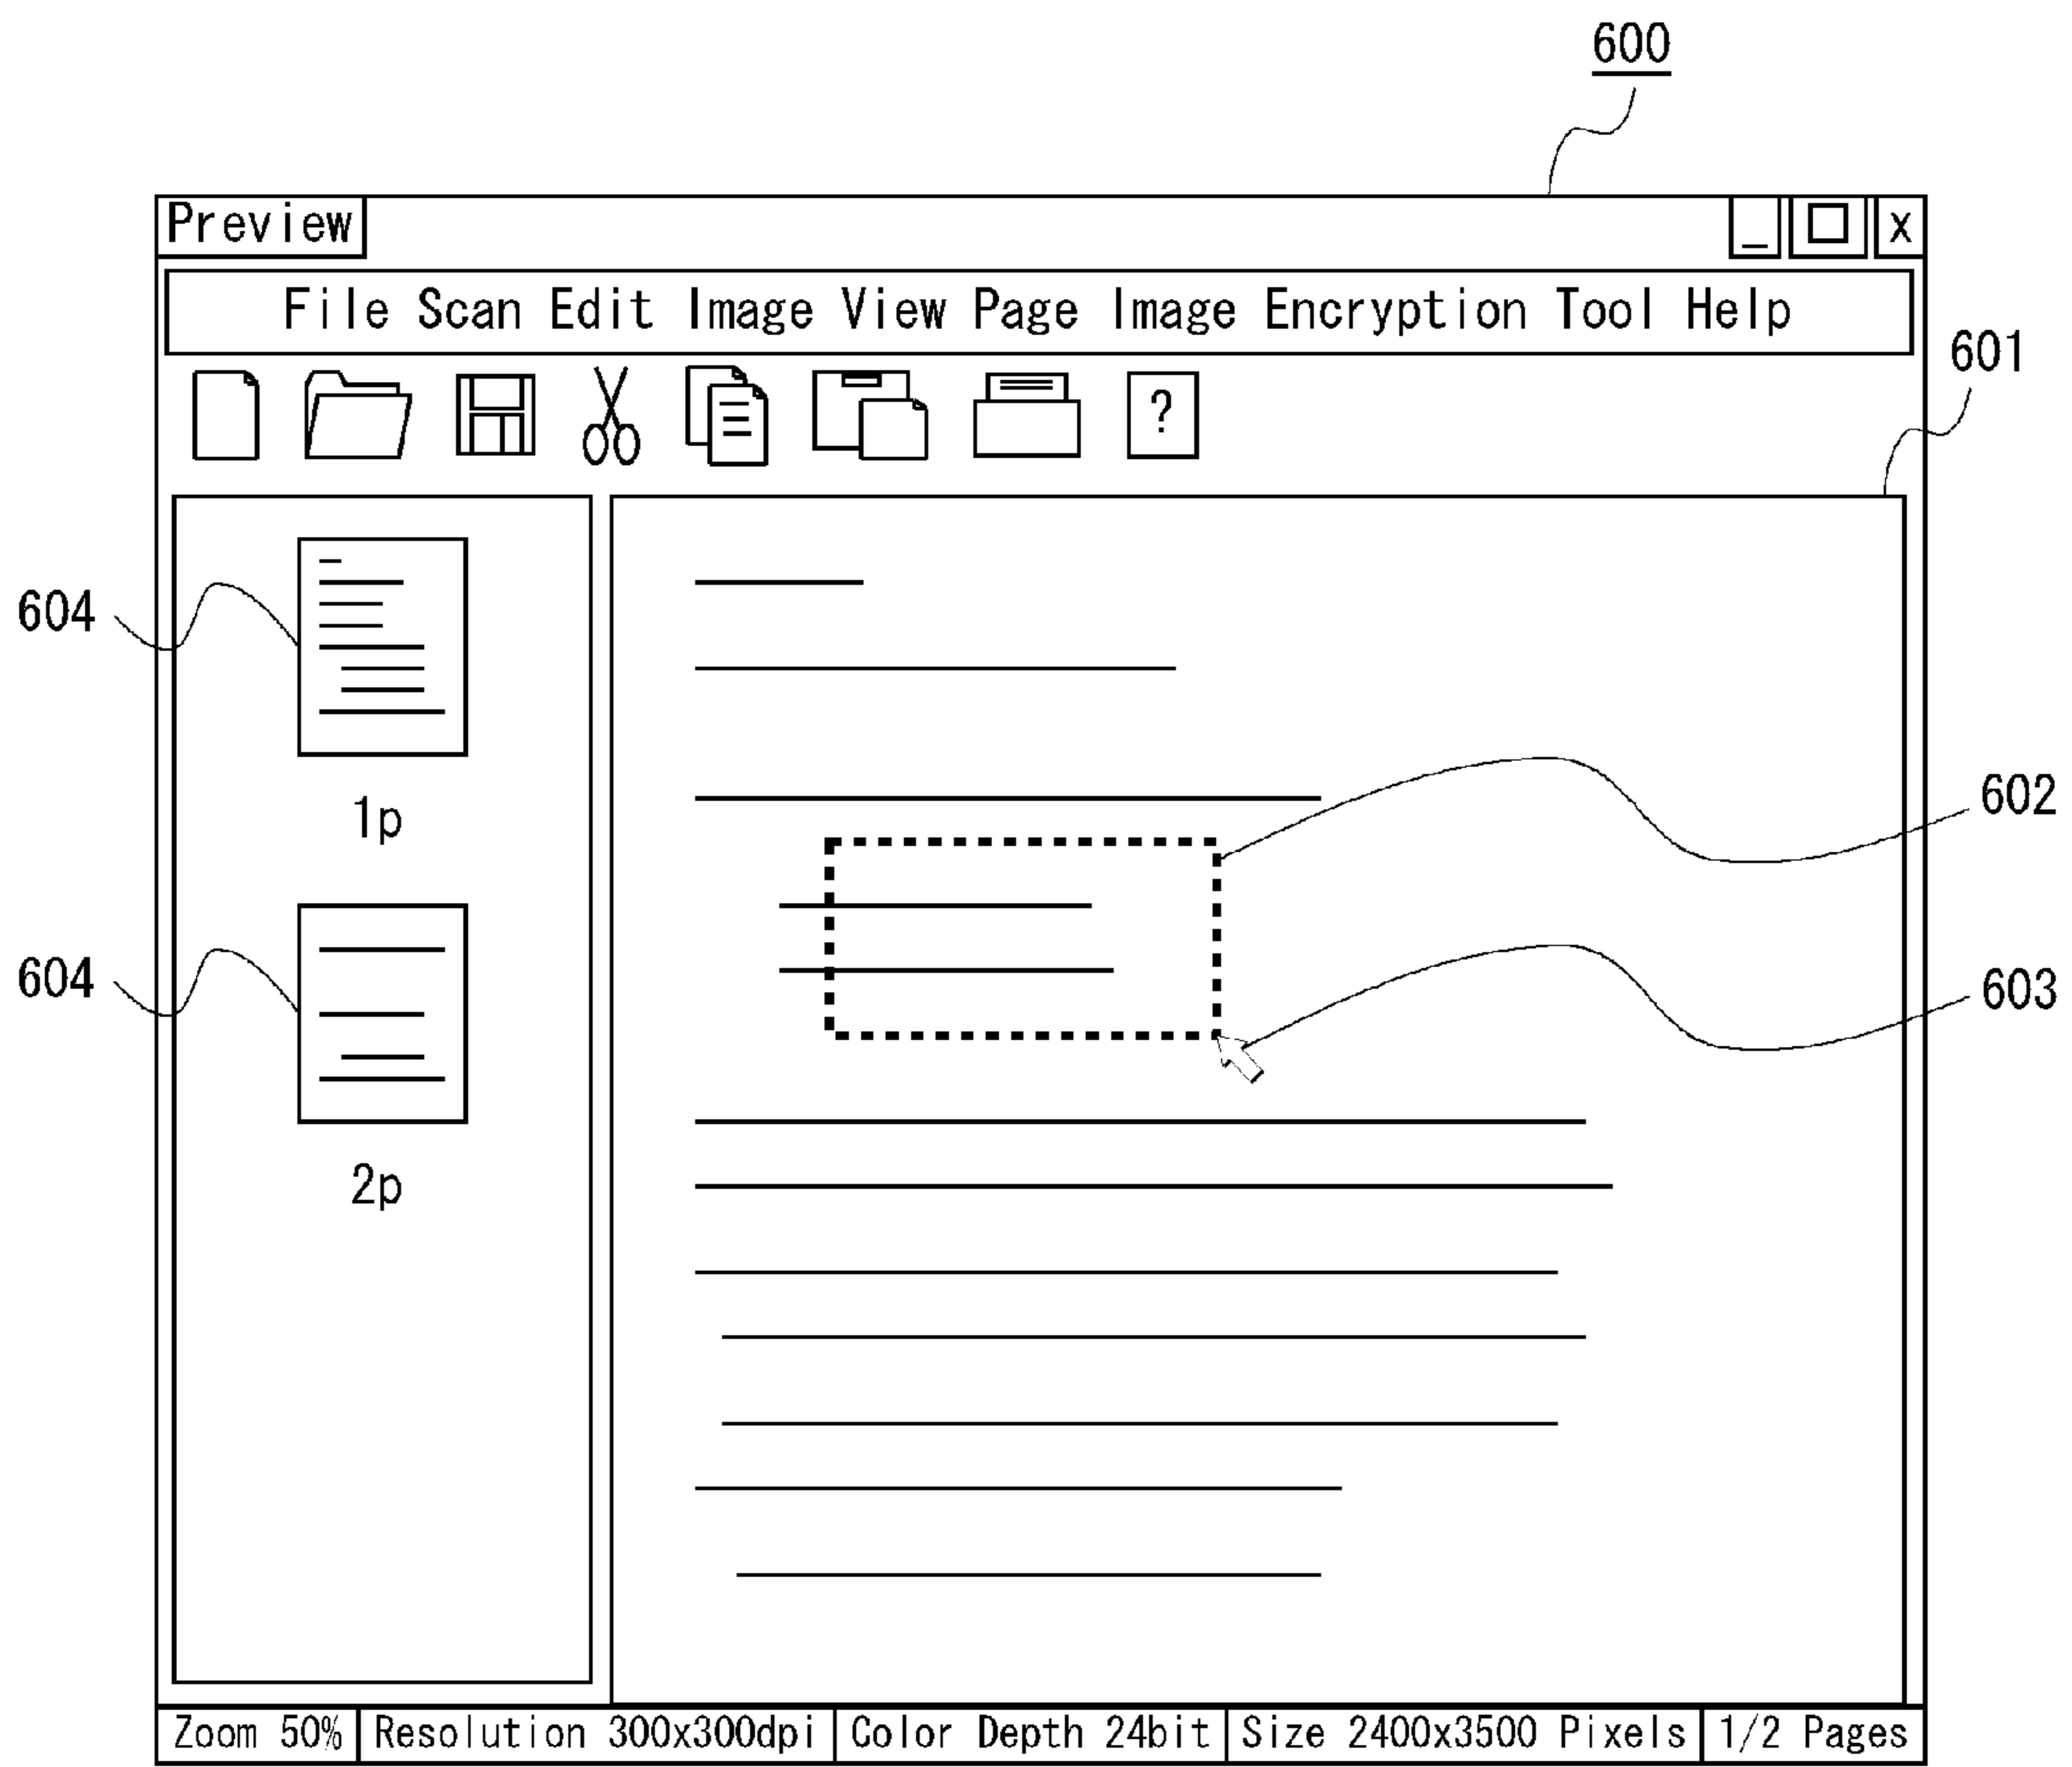 600
Preview _ □ x
File Scan Edit Image View Page Image Encryption Tool Help
601
?
604
1p
602
604
603
2p
Zoom 50% Resolution 300x300dpi Color Depth 24bit Size 2400x3500 Pixels 1/2 Pages